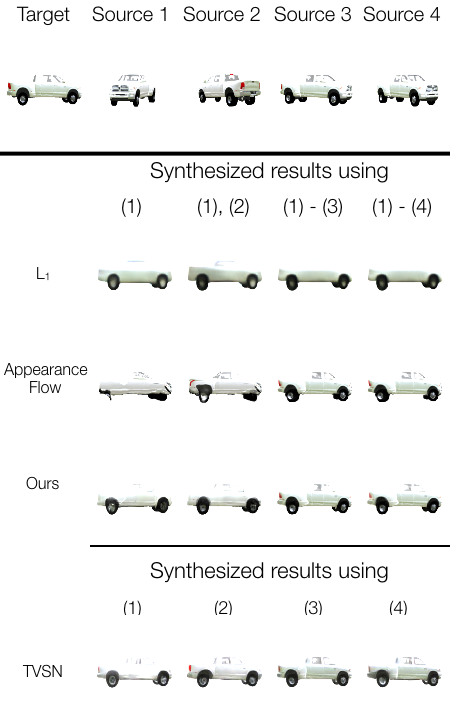 Target Source 1 Source 2 Source 3 Source 4
Synthesized results using
(1) (1), (2) (1) - (3) (1) - (4)
L₁
Appearance
Flow
Ours
Synthesized results using
(1) (2) (3) (4)
TVSN